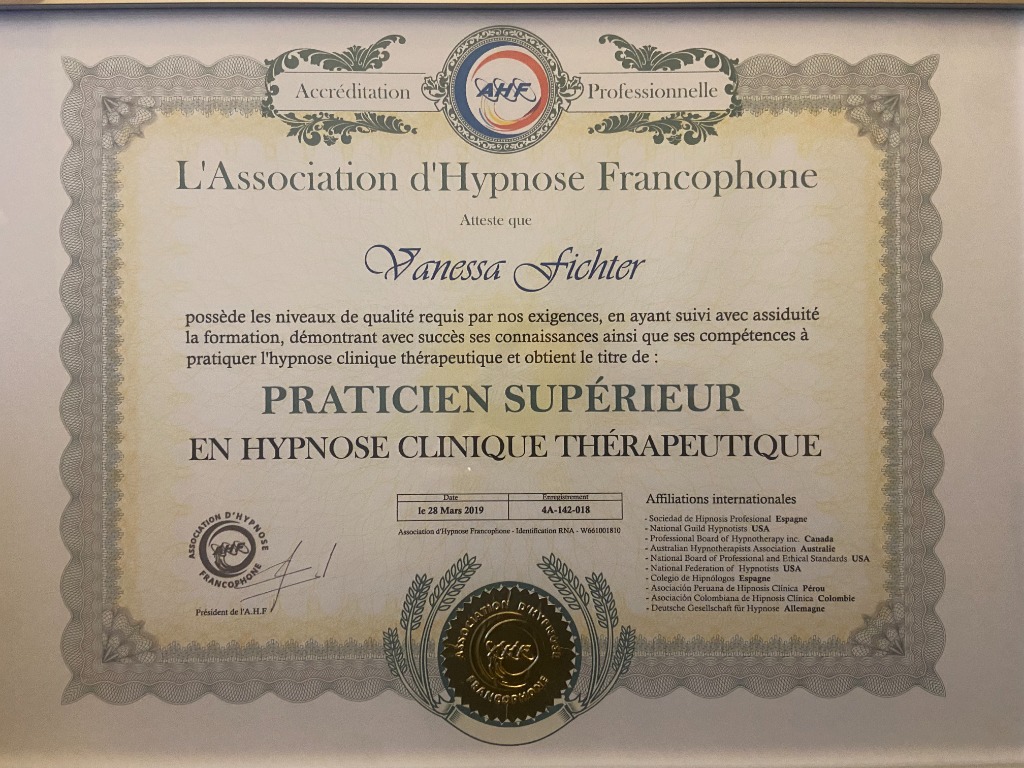 Accréditation
AHF
Professionnelle
L'Association d'Hypnose Francophone
Atteste que
Vanessa Fichter
possède les niveaux de qualité requis par nos exigences, en ayant suivi avec assiduité
la formation, démontrant avec succès ses connaissances ainsi que ses compétences à
pratiquer l'hypnose clinique thérapeutique et obtient le titre de :
PRATICIEN SUPÉRIEUR
EN HYPNOSE CLINIQUE THÉRAPEUTIQUE
Date
Enregistrement
le 28 Mars 2019
4A-142-018
Association d'Hypnose Francophone - Identification RNA - W661001810
Affiliations internationales
- Sociedad de Hipnosis Profesional Espagne
- National Guild Hypnotists USA
- Professional Board of Hypnotherapy inc. Canada
- Australian Hypnotherapists Association Australie
- National Board of Professional and Ethical Standards USA
- National Federation of Hypnotists USA
- Colegio de Hipnólogos Espagne
- Asociación Peruana de Hipnosis Clínica Pérou
- Asociación Colombiana de Hipnosis Clínica Colombie
- Deutsche Gesellschaft für Hypnose Allemagne
ASSOCIATION D'HYPNOSE
AHF
FRANCOPHONE
Président de l'A.H.F
ASSOCIATION D'HYPNOSE
AHF
FRANCOPHONE